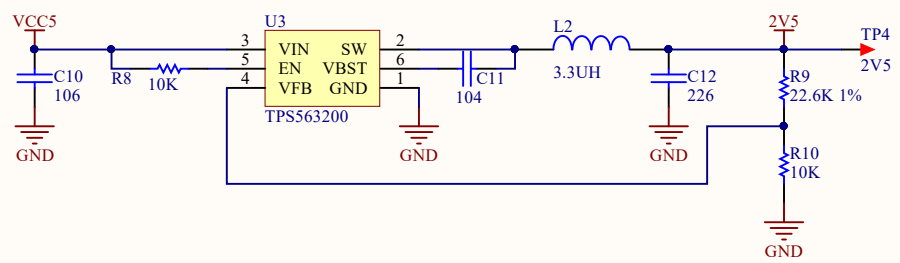 VCC5
U3
L2
2V5
TP4
3 VIN SW 2
5 EN VBST 6
4 VFB GND 1
C10
106
R8
10K
C11
104
3.3UH
C12
226
R9
22.6K 1%
2V5
TPS563200
GND
GND
GND
R10
10K
GND